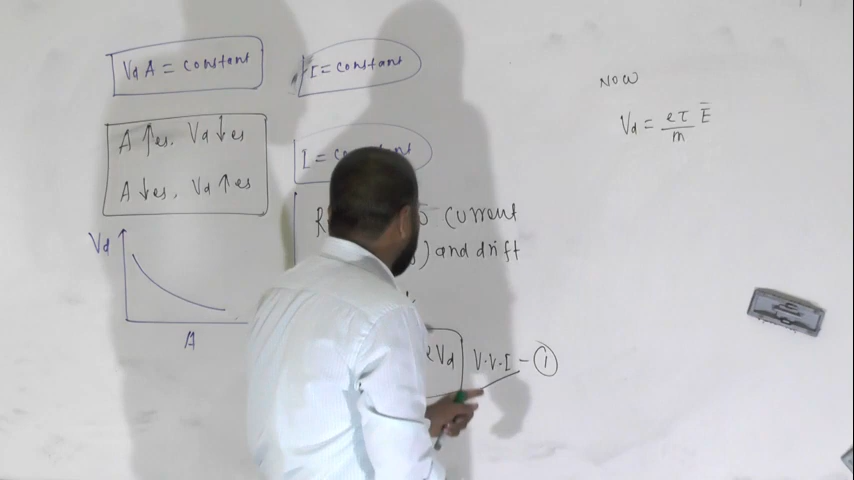 Vd A = constant
I = constant
A ↑es, Vd ↓es
A ↓es, Vd ↑es
Vd
A
I = constant
current
) and drift
Vd
V.V.I - ①
NOW
Vd = eτ/m E̅